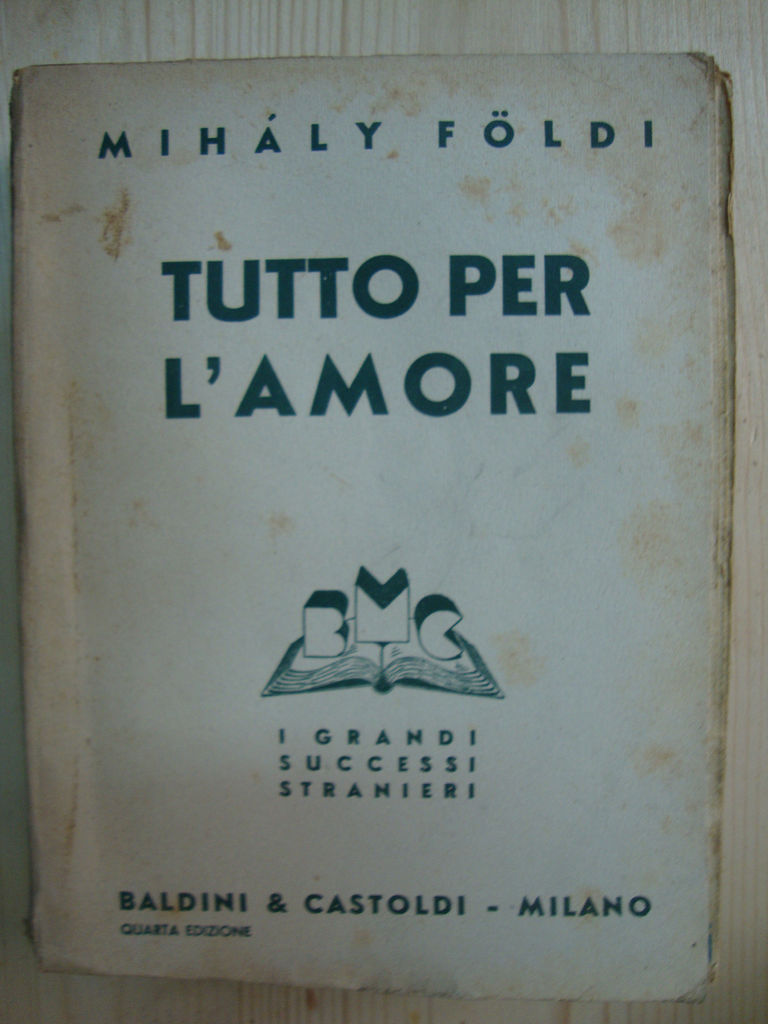 MIHÁLY FÖLDI
TUTTO PER
L'AMORE
BMC
I GRANDI
SUCCESSI
STRANIERI
BALDINI & CASTOLDI - MILANO
QUARTA EDIZIONE